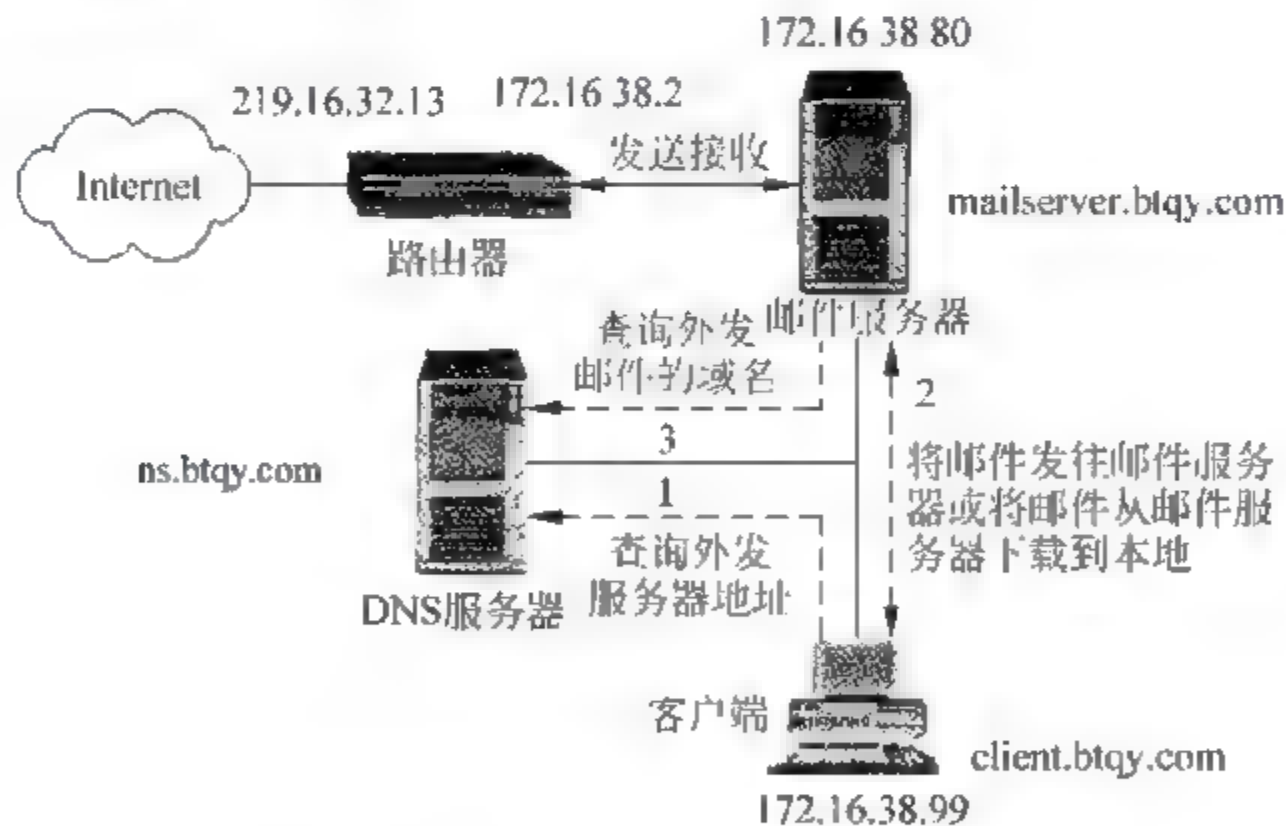 172.16 38 80
219.16.32.13
172.16 38.2
发送接收
Internet
mailserver.btqy.com
路由器
邮件服务器
查询外发
邮件的域名
2
3
ns.btqy.com
将邮件发往邮件服务
器或将邮件从邮件服
务器下载到本地
1
查询外发
服务器地址
DNS服务器
客户端
client.btqy.com
172.16.38.99